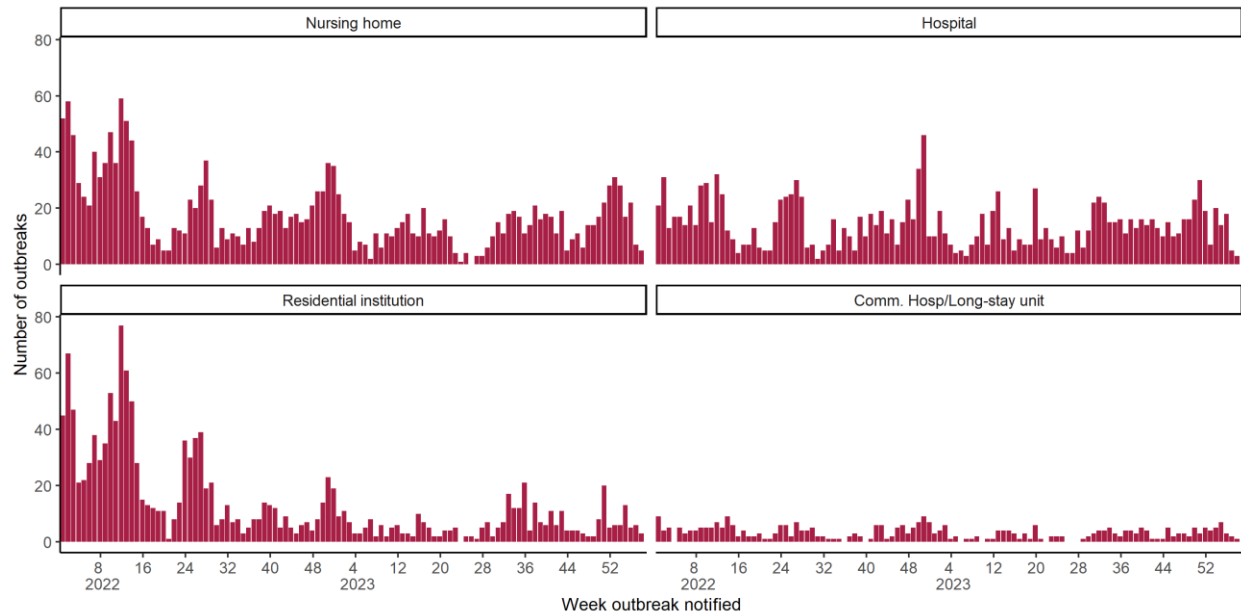 Nursing home
Hospital
80
60
40
20
0
Number of outbreaks
Residential institution
Comm. Hosp/Long-stay unit
80
60
40
20
0
8 16 24 32 40 48 4 12 20 28 36 44 52
2022 2023
8 16 24 32 40 48 4 12 20 28 36 44 52
2022 2023
Week outbreak notified